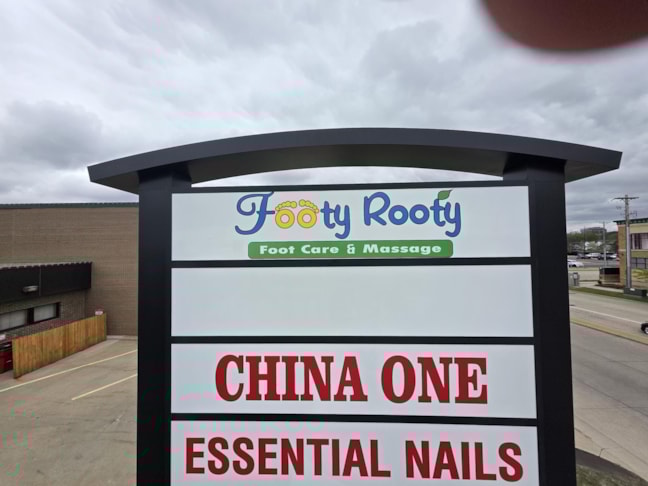 Footy Rooty
Foot Care & Massage
CHINA ONE
ESSENTIAL NAILS